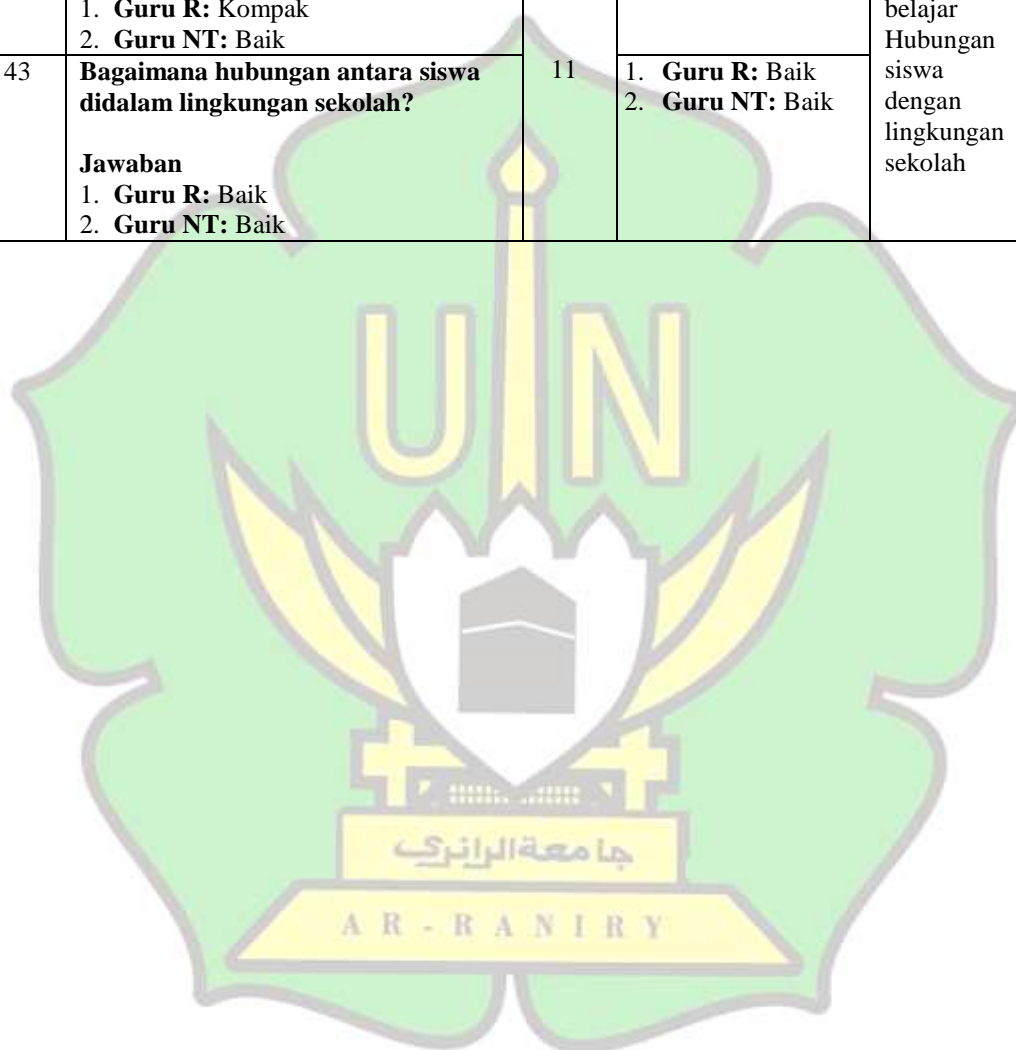 1. Guru R: Kompak
2. Guru NT: Baik
belajar
Hubungan
siswa
dengan
lingkungan
sekolah
43
Bagaimana hubungan antara siswa
didalam lingkungan sekolah?
Jawaban
1. Guru R: Baik
2. Guru NT: Baik
11
1. Guru R: Baik
2. Guru NT: Baik
UIN
جامعةالرانري
AR-RANIRY